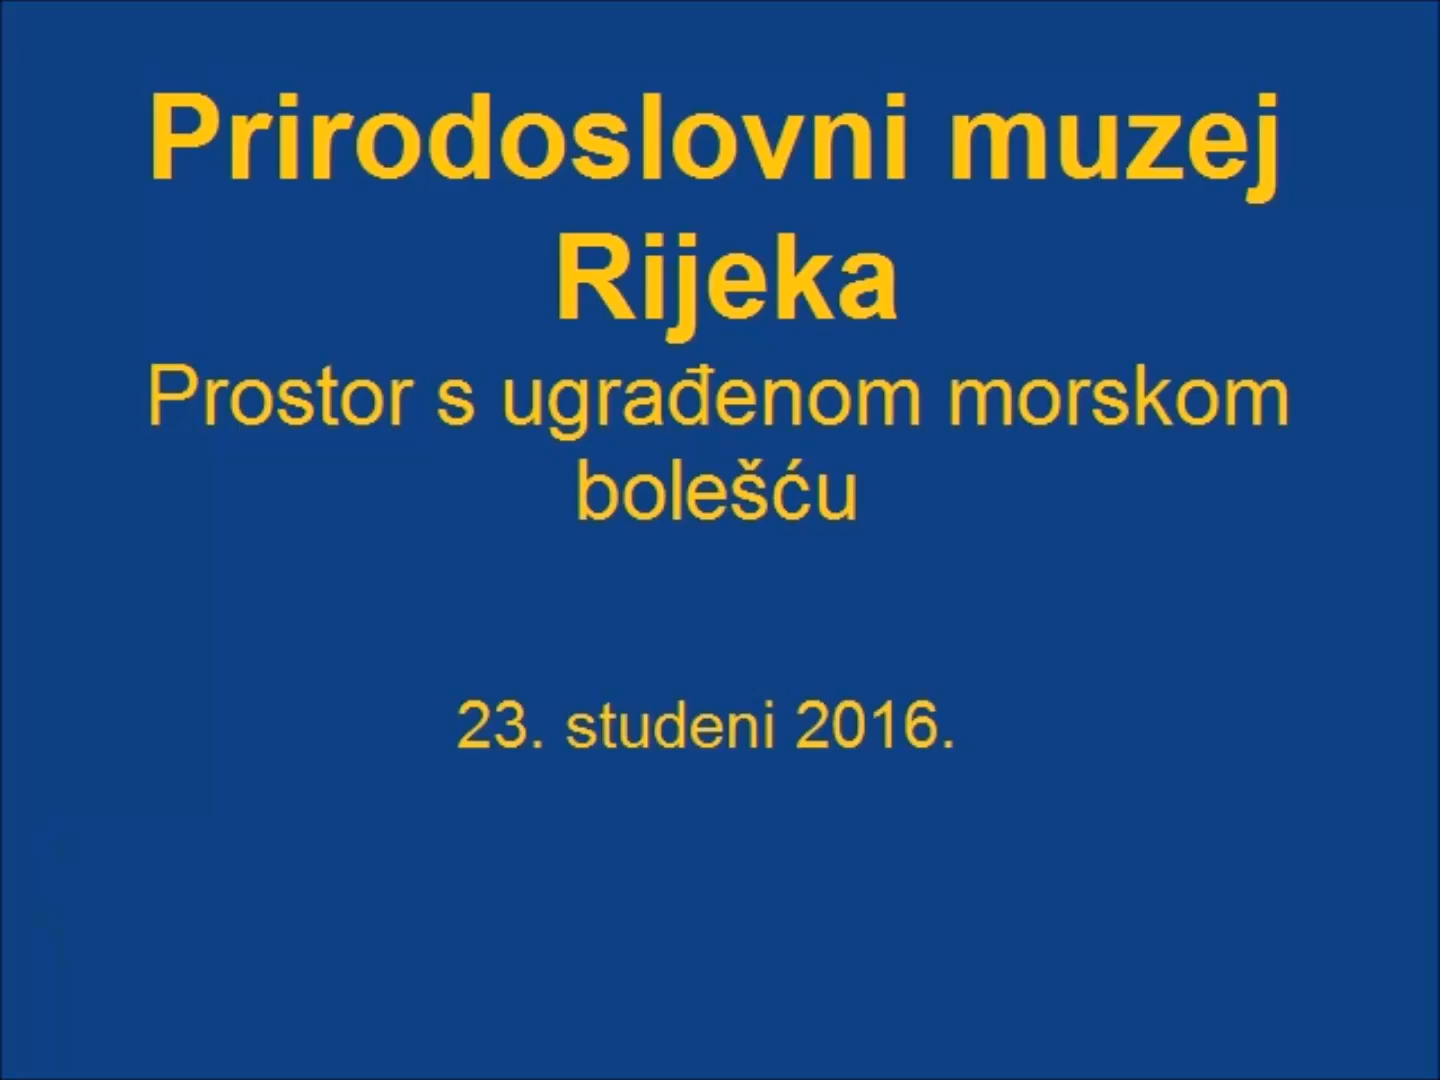 Prirodoslovni muzej
Rijeka
Prostor s ugrađenom morskom
bolešću
23. studeni 2016.